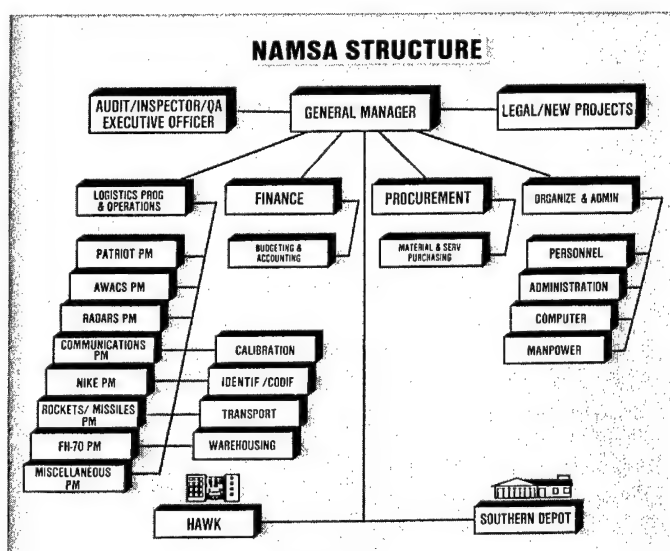 NAMSA STRUCTURE
AUDIT/INSPECTOR/QA
EXECUTIVE OFFICER
GENERAL MANAGER
LEGAL/NEW PROJECTS
LOGISTICS PROG
& OPERATIONS
FINANCE
PROCUREMENT
ORGANIZE & ADMIN
BUDGETING &
ACCOUNTING
MATERIAL & SERV
PURCHASING
PATRIOT PM
AWACS PM
RADARS PM
COMMUNICATIONS
PM
NIKE PM
ROCKETS/ MISSILES
PM
FH-70 PM
MISCELLANEOUS
PM
CALIBRATION
IDENTIF /CODIF
TRANSPORT
WAREHOUSING
PERSONNEL
ADMINISTRATION
COMPUTER
MANPOWER
HAWK
SOUTHERN DEPOT